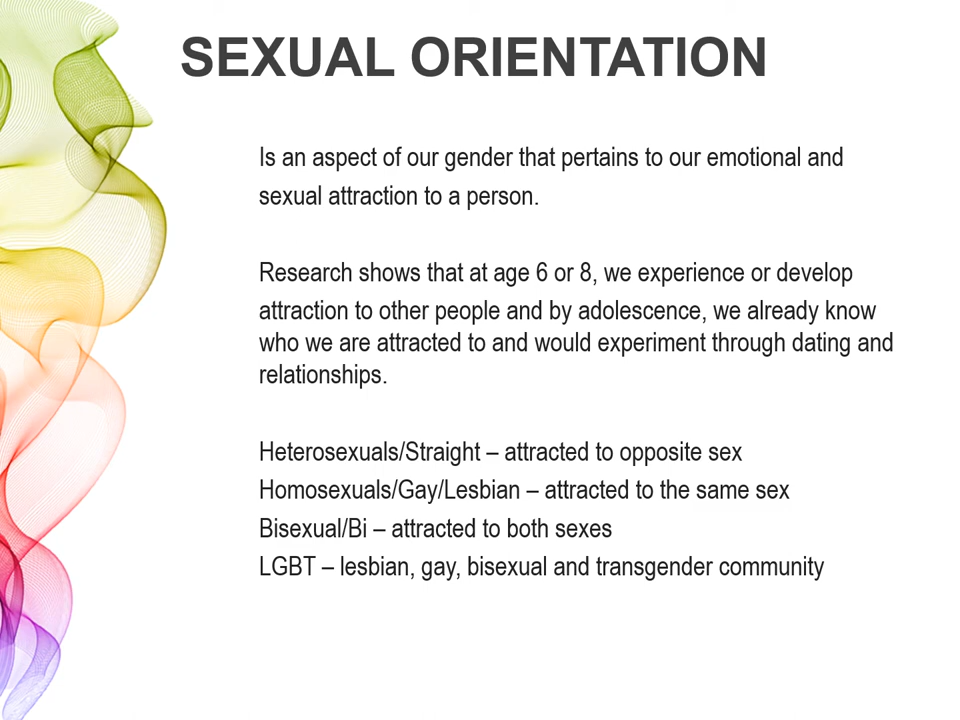 SEXUAL ORIENTATION
Is an aspect of our gender that pertains to our emotional and
sexual attraction to a person.
Research shows that at age 6 or 8, we experience or develop
attraction to other people and by adolescence, we already know
who we are attracted to and would experiment through dating and
relationships.
Heterosexuals/Straight – attracted to opposite sex
Homosexuals/Gay/Lesbian – attracted to the same sex
Bisexual/Bi – attracted to both sexes
LGBT – lesbian, gay, bisexual and transgender community